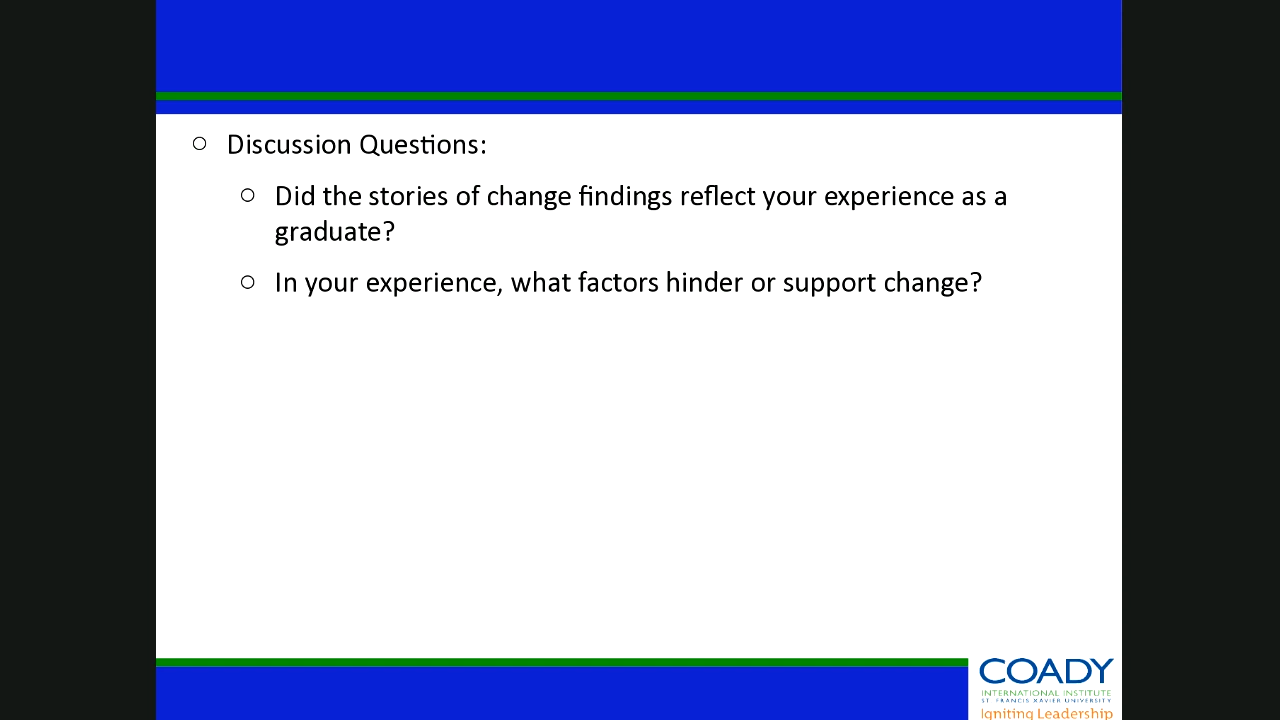 Discussion Questions:
Did the stories of change findings reflect your experience as a
graduate?
In your experience, what factors hinder or support change?
COADY
INTERNATIONAL INSTITUTE
ST. FRANCIS XAVIER UNIVERSITY
Igniting Leadership